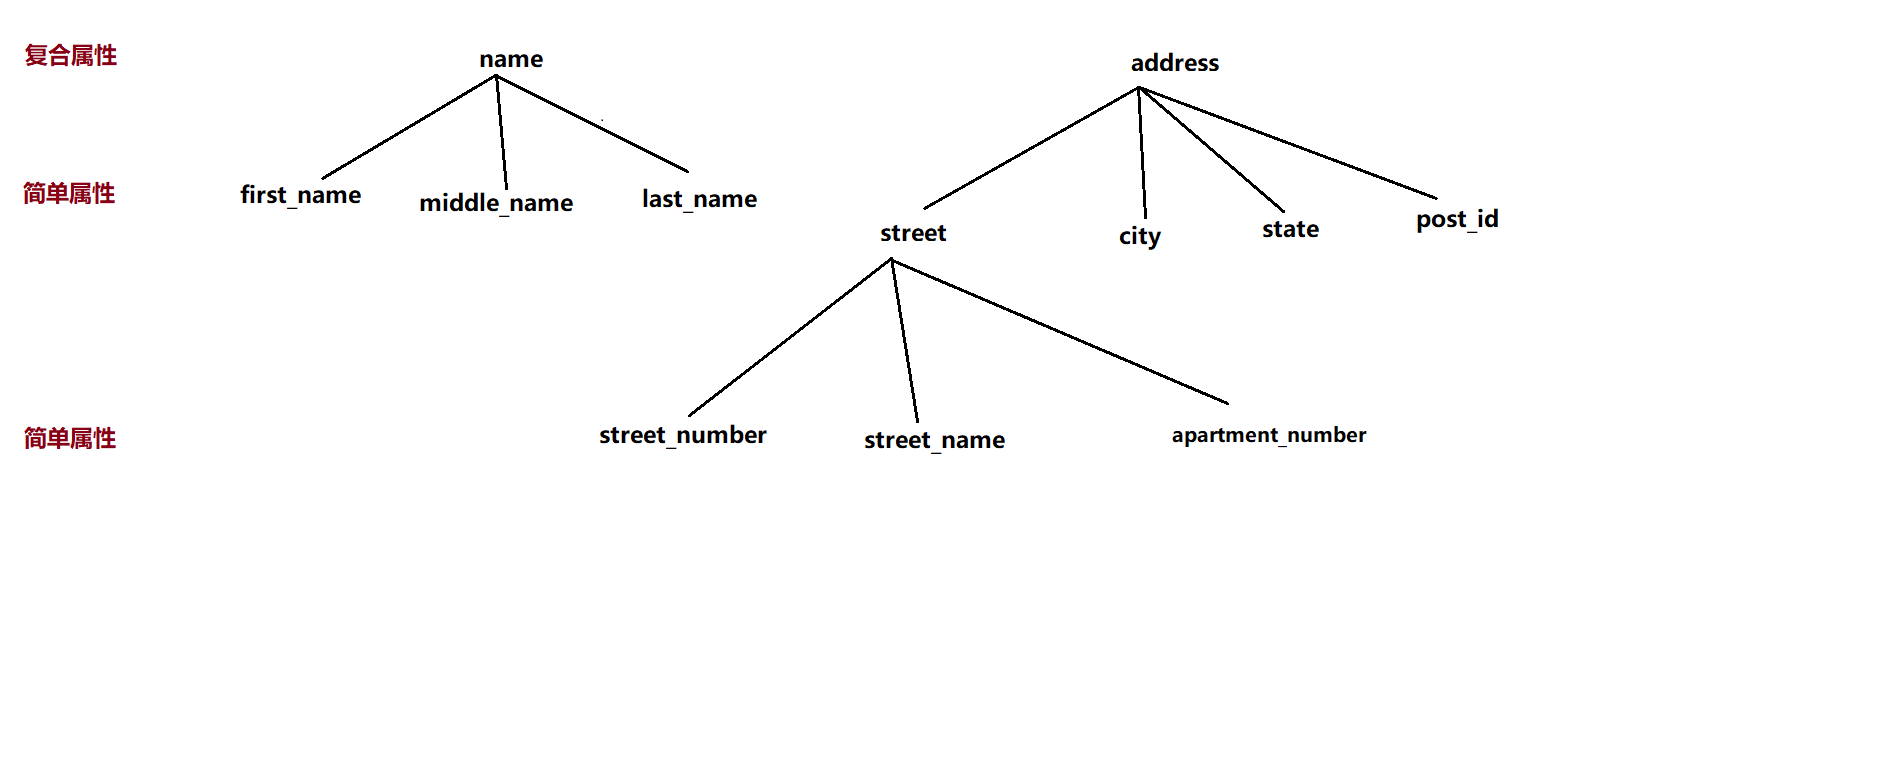 复合属性
name
address
简单属性
first_name
middle_name
last_name
street
city
state
post_id
简单属性
street_number
street_name
apartment_number